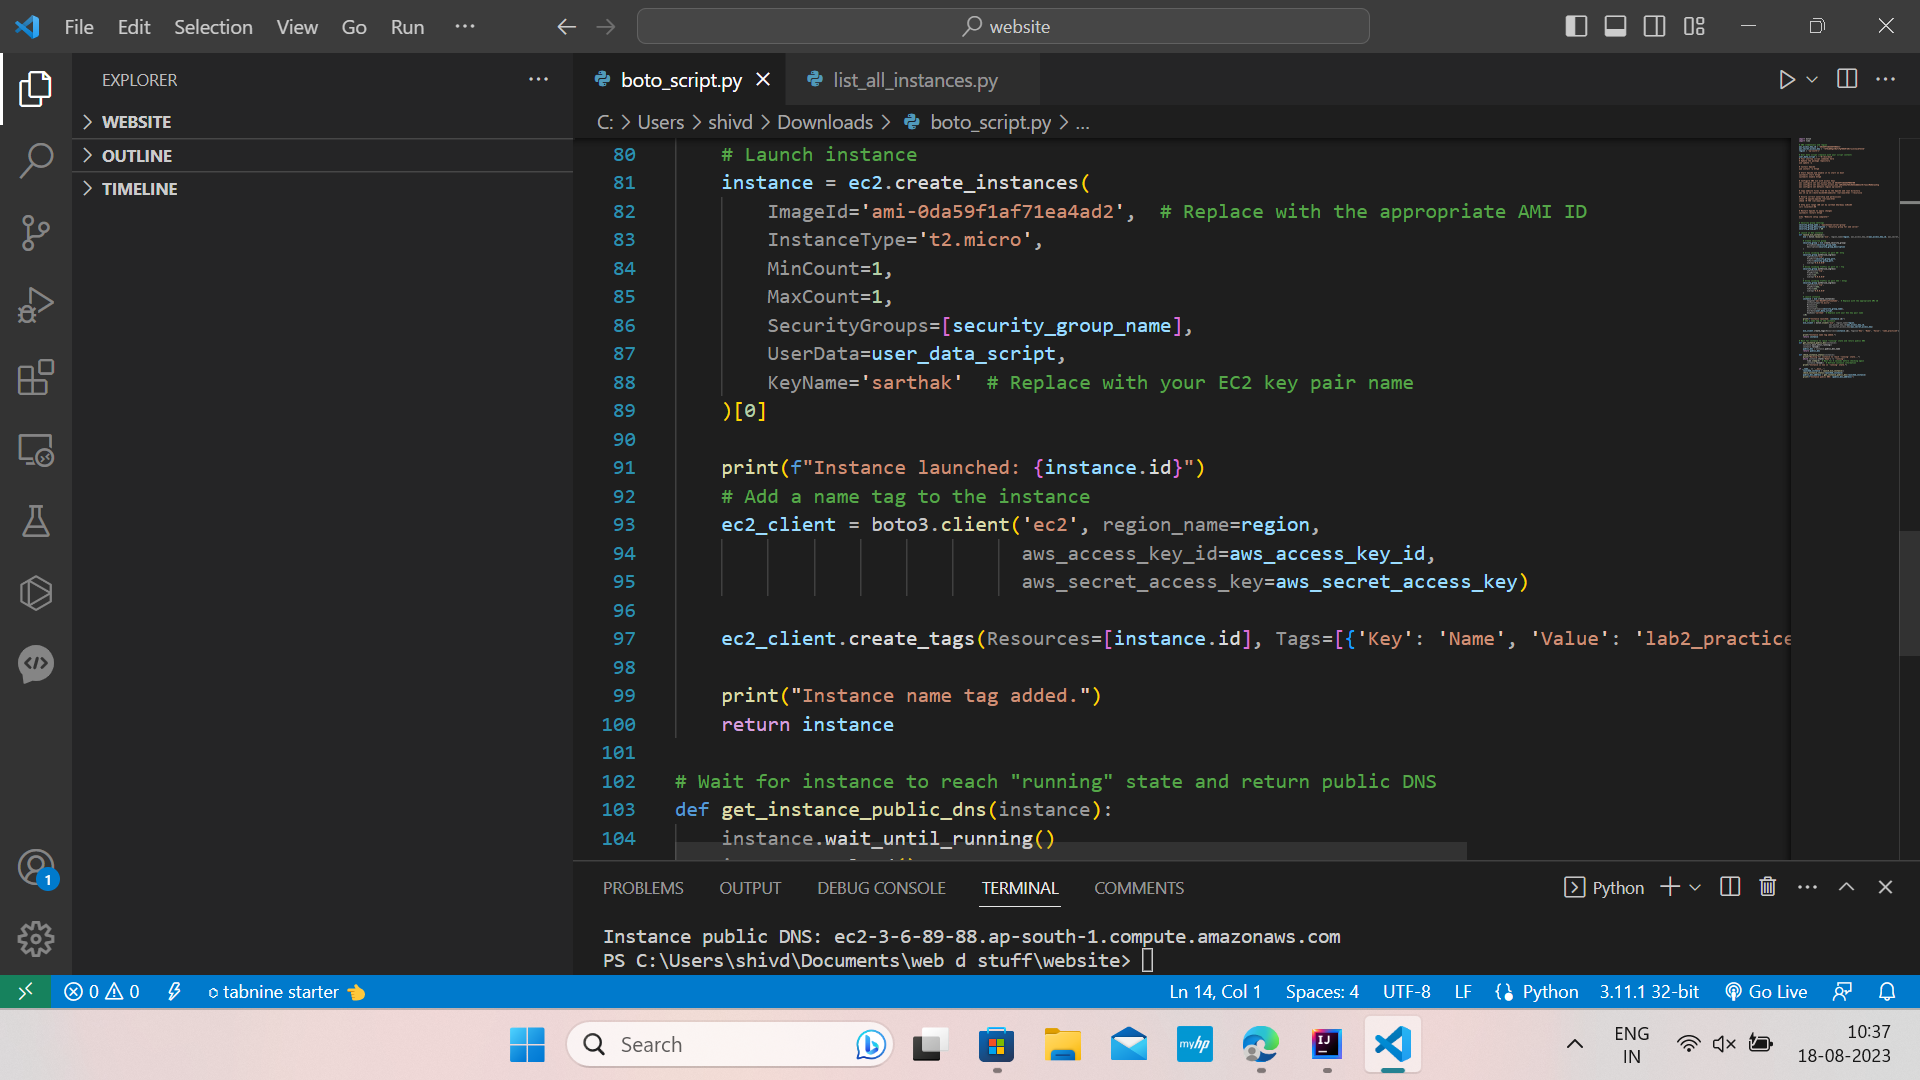 File Edit Selection View Go Run ···
website
EXPLORER ···
WEBSITE
OUTLINE
TIMELINE
boto_script.py
list_all_instances.py
C: > Users > shivd > Downloads > boto_script.py > ...
80 # Launch instance
81 instance = ec2.create_instances(
82 ImageId='ami-0da59f1af71ea4ad2', # Replace with the appropriate AMI ID
83 InstanceType='t2.micro',
84 MinCount=1,
85 MaxCount=1,
86 SecurityGroups=[security_group_name],
87 UserData=user_data_script,
88 KeyName='sarthak' # Replace with your EC2 key pair name
89 )[0]
90
91 print(f"Instance launched: {instance.id}")
92 # Add a name tag to the instance
93 ec2_client = boto3.client('ec2', region_name=region,
94 aws_access_key_id=aws_access_key_id,
95 aws_secret_access_key=aws_secret_access_key)
96
97 ec2_client.create_tags(Resources=[instance.id], Tags=[{'Key': 'Name', 'Value': 'lab2_practice
98
99 print("Instance name tag added.")
100 return instance
101
102 # Wait for instance to reach "running" state and return public DNS
103 def get_instance_public_dns(instance):
104 instance.wait_until_running()
PROBLEMS OUTPUT DEBUG CONSOLE TERMINAL COMMENTS
Python
Instance public DNS: ec2-3-6-89-88.ap-south-1.compute.amazonaws.com
PS C:\Users\shivd\Documents\web d stuff\website>
1
0 0 tabnine starter
Ln 14, Col 1 Spaces: 4 UTF-8 LF Python 3.11.1 32-bit Go Live
Search
myhp
IJ
ENG
IN
10:37
18-08-2023